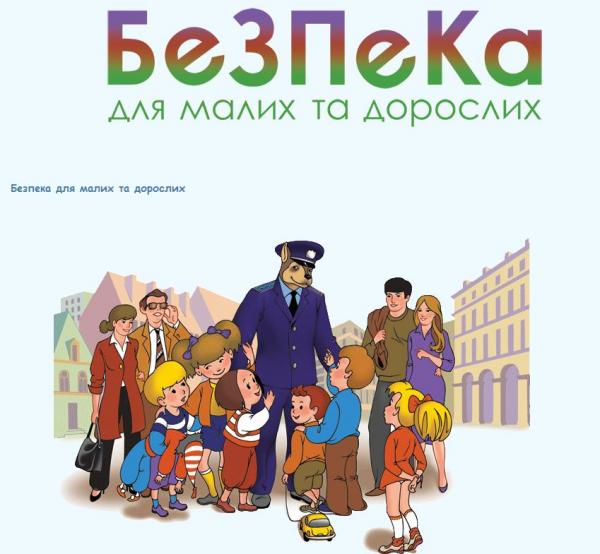 БеЗПеКа
для малих та дорослих
Безпека для малих та дорослих